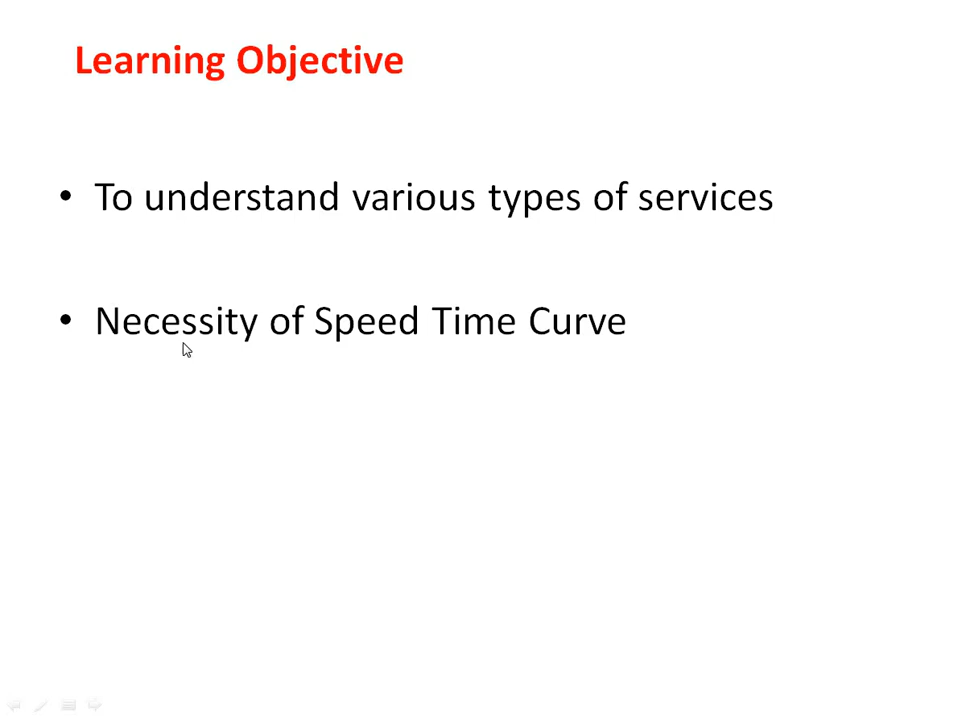 Learning Objective
• To understand various types of services
• Necessity of Speed Time Curve